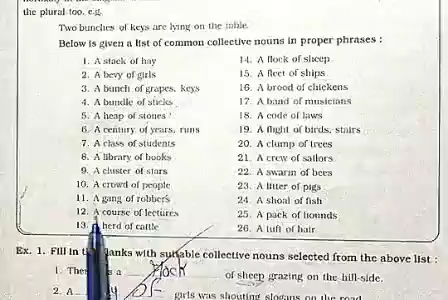 the plural too. e.g.
Two bunches of keys are lying on the table.
Below is given a list of common collective nouns in proper phrases :
1. A stack of hay
2. A bevy of girls
3. A bunch of grapes, keys
4. A bundle of sticks
5. A heap of stones
6. A century of years, runs
7. A class of students
8. A library of books
9. A cluster of stars
10. A crowd of people
11. A gang of robbers
12. A course of lectures
13. A herd of cattle
14. A flock of sheep
15. A fleet of ships
16. A brood of chickens
17. A band of musicians
18. A code of laws
19. A flight of birds, stairs
20. A clump of trees
21. A crew of sailors
22. A swarm of bees
23. A litter of pigs
24. A shoal of fish
25. A pack of hounds
26. A tuft of hair
Ex. 1. Fill in the blanks with suitable collective nouns selected from the above list :
1. There is a flock of sheep grazing on the hill-side.
2. A of girls was shouting slogans on the road